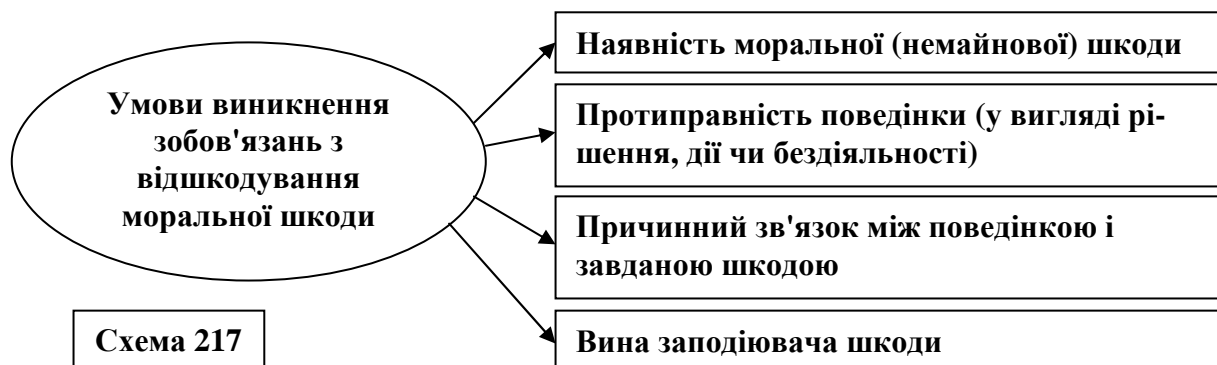 Умови виникнення
зобов'язань з
відшкодування
моральної шкоди
Наявність моральної (немайнової) шкоди
Протиправність поведінки (у вигляді рі-
шення, дії чи бездіяльності)
Причинний зв'язок між поведінкою і
завданою шкодою
Вина заподіювача шкоди
Схема 217